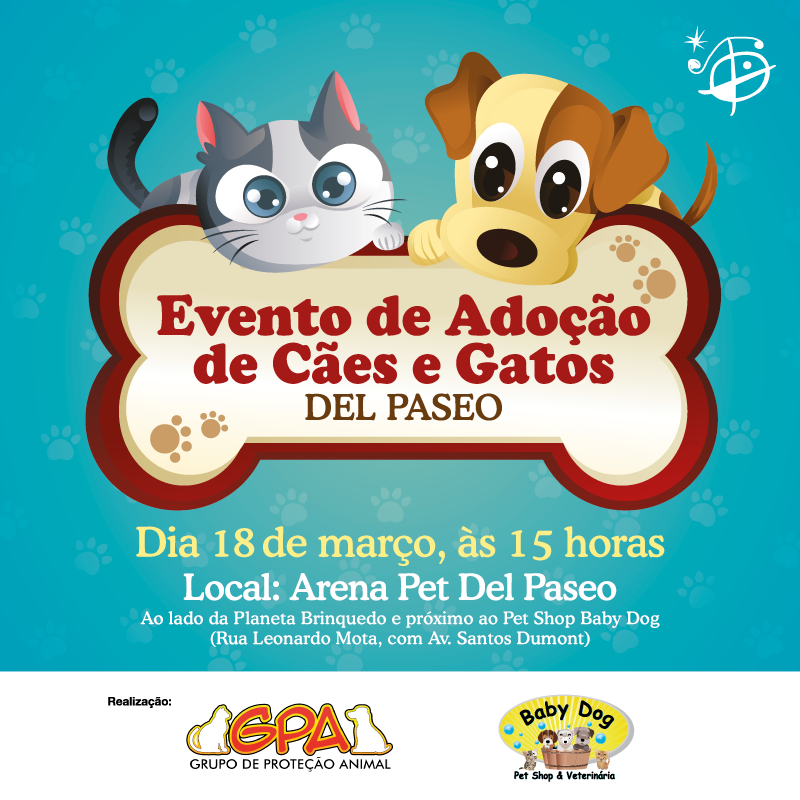 Evento de Adoção
de Cães e Gatos
DEL PASEO
Dia 18 de março, às 15 horas
Local: Arena Pet Del Paseo
Ao lado da Planeta Brinquedo e próximo ao Pet Shop Baby Dog
(Rua Leonardo Mota, com Av. Santos Dumont)
Realização:
GPA
GRUPO DE PROTEÇÃO ANIMAL
Baby Dog
Pet Shop & Veterinária